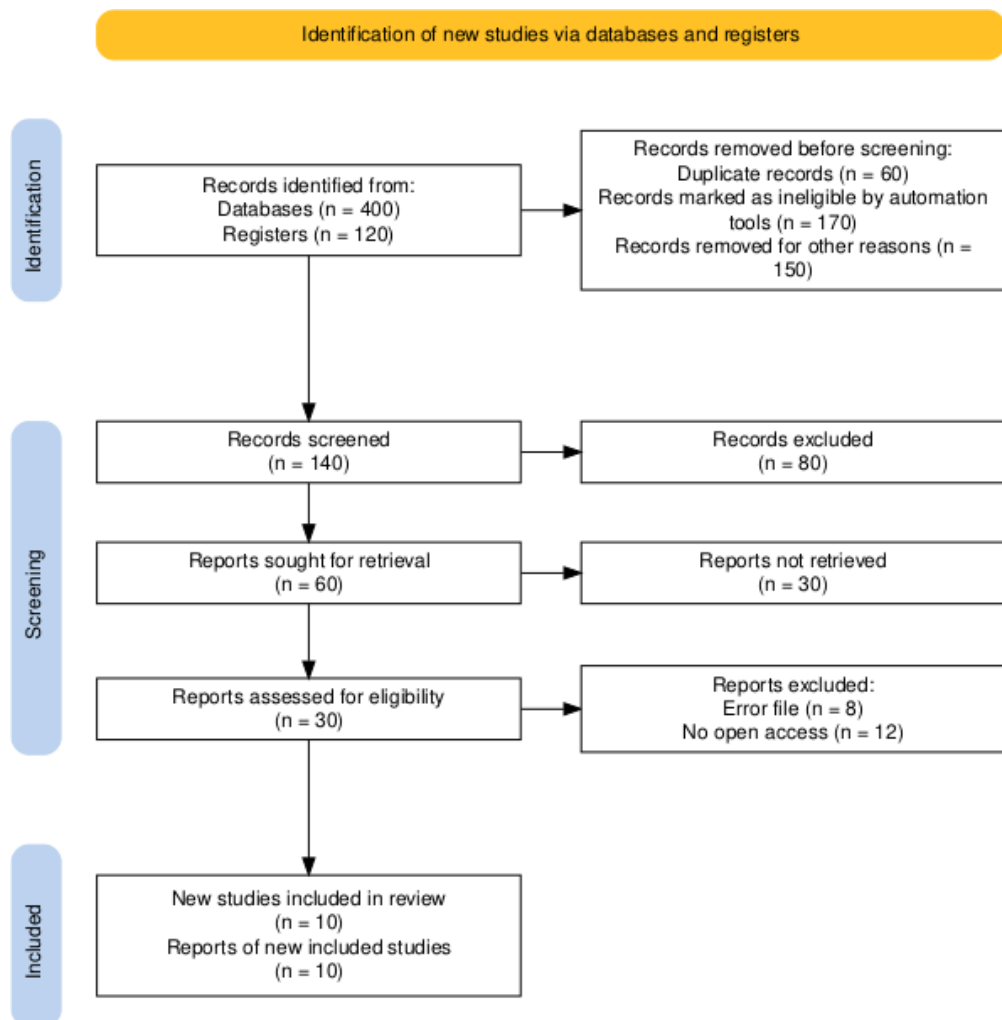 Identification of new studies via databases and registers
Identification
Records identified from:
Databases (n = 400)
Registers (n = 120)
Records removed before screening:
Duplicate records (n = 60)
Records marked as ineligible by automation
tools (n = 170)
Records removed for other reasons (n =
150)
Screening
Records screened
(n = 140)
Records excluded
(n = 80)
Reports sought for retrieval
(n = 60)
Reports not retrieved
(n = 30)
Reports assessed for eligibility
(n = 30)
Reports excluded:
Error file (n = 8)
No open access (n = 12)
Included
New studies included in review
(n = 10)
Reports of new included studies
(n = 10)